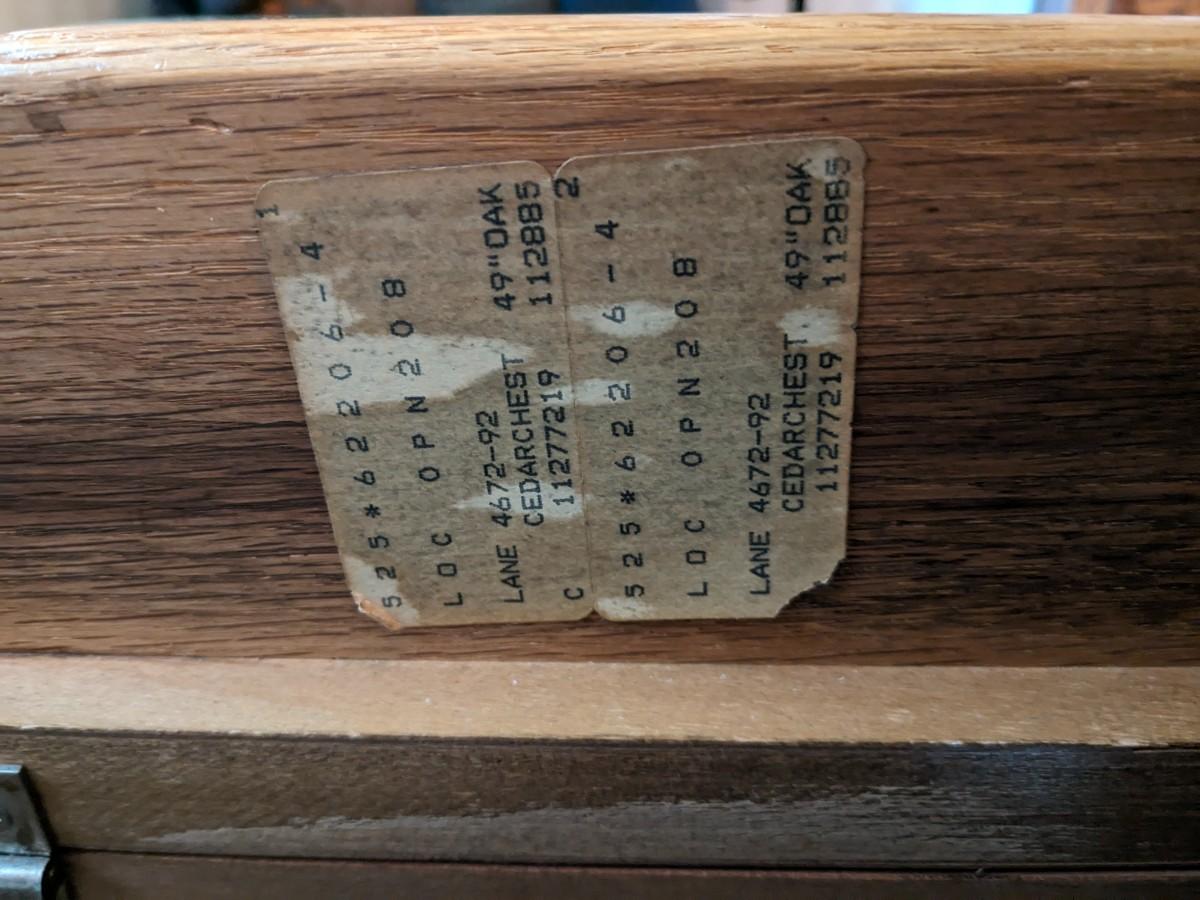 1
525*62206-4
LOC OPN208
LANE 4672-92 49"OAK
CEDARCHEST 112885
C 11277219
2
525*62206-4
LOC OPN208
LANE 4672-92 49"OAK
CEDARCHEST 112885
11277219